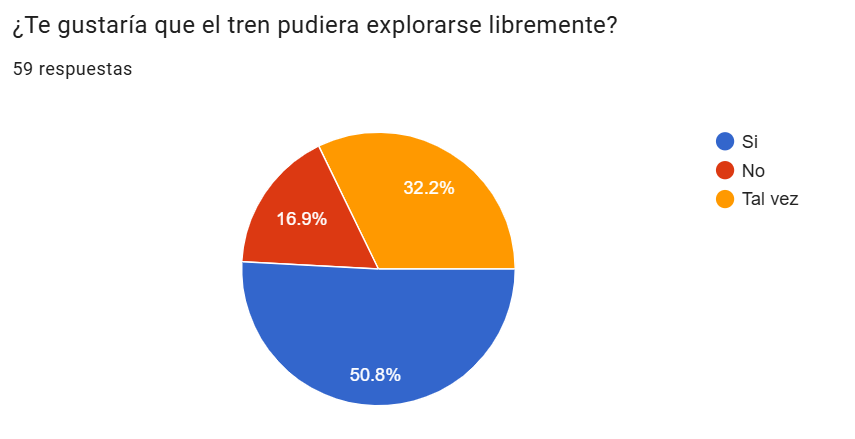 ¿Te gustaría que el tren pudiera explorarse libremente?
59 respuestas
Si
No
Tal vez
32.2%
16.9%
50.8%